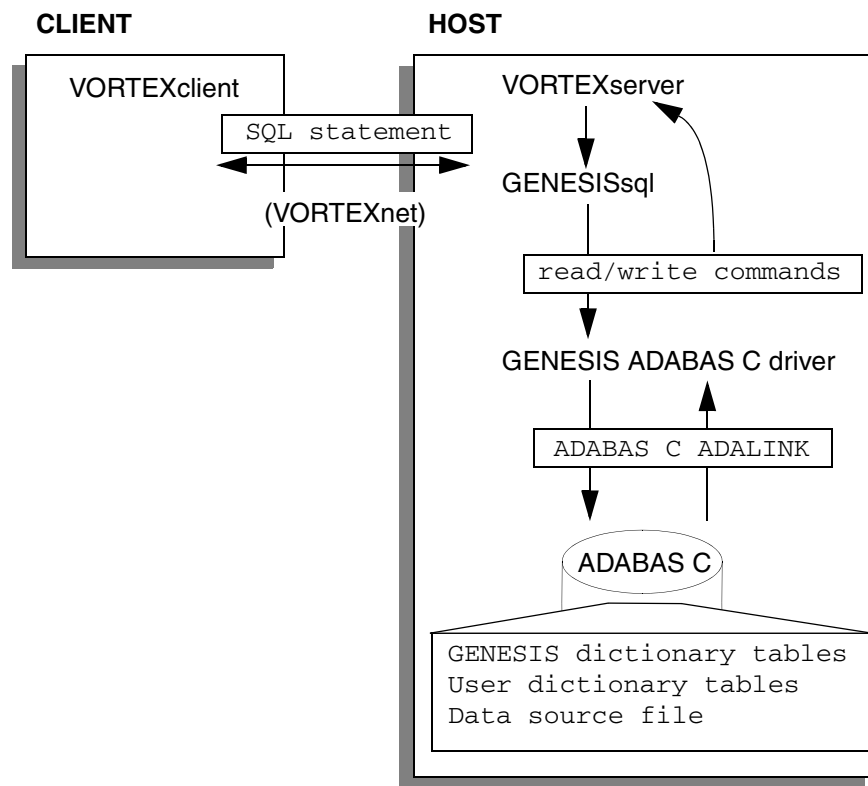 CLIENT
HOST
VORTEXclient
VORTEXserver
SQL statement
(VORTEXnet)
GENESISsql
read/write commands
GENESIS ADABAS C driver
ADABAS C ADALINK
ADABAS C
GENESIS dictionary tables
User dictionary tables
Data source file